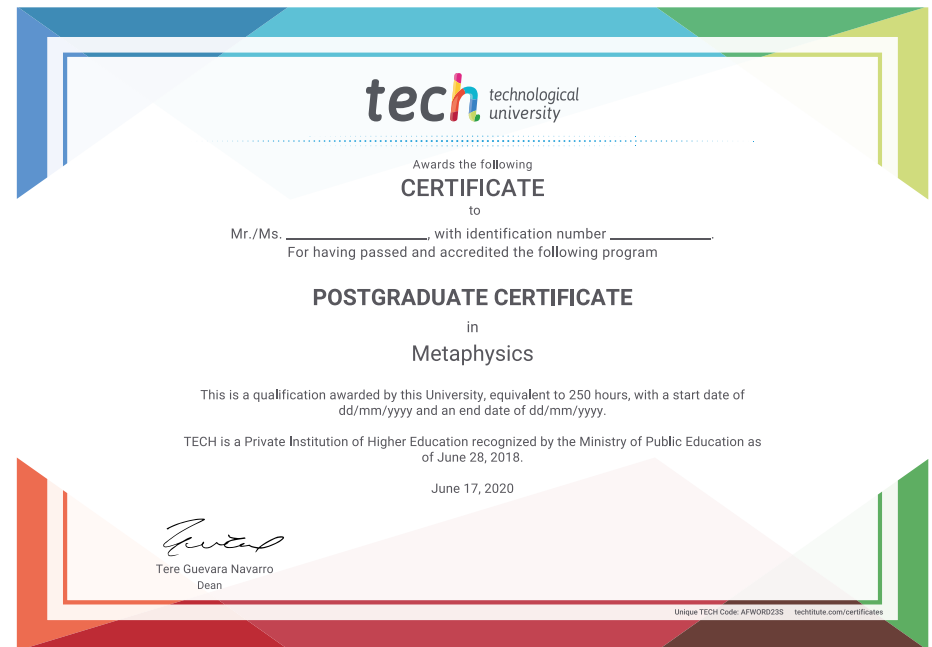 tech technological
university
Awards the following
CERTIFICATE
to
Mr./Ms. ____________________, with identification number ______________.
For having passed and accredited the following program
POSTGRADUATE CERTIFICATE
in
Metaphysics
This is a qualification awarded by this University, equivalent to 250 hours, with a start date of
dd/mm/yyyy and an end date of dd/mm/yyyy.
TECH is a Private Institution of Higher Education recognized by the Ministry of Public Education as
of June 28, 2018.
June 17, 2020
Tere Guevara Navarro
Dean
Unique TECH Code: AFWORD23S techtitute.com/certificates